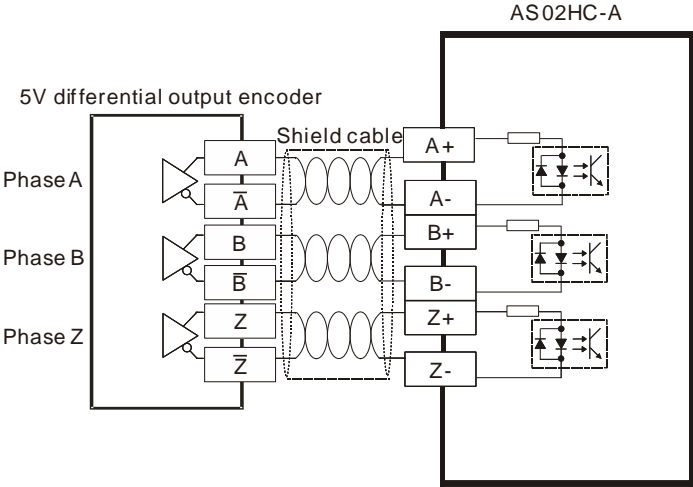 AS02HC-A
5V differential output encoder
Shield cable
Phase A
A
A̅
A+
A-
Phase B
B
B̅
B+
B-
Phase Z
Z
Z̅
Z+
Z-